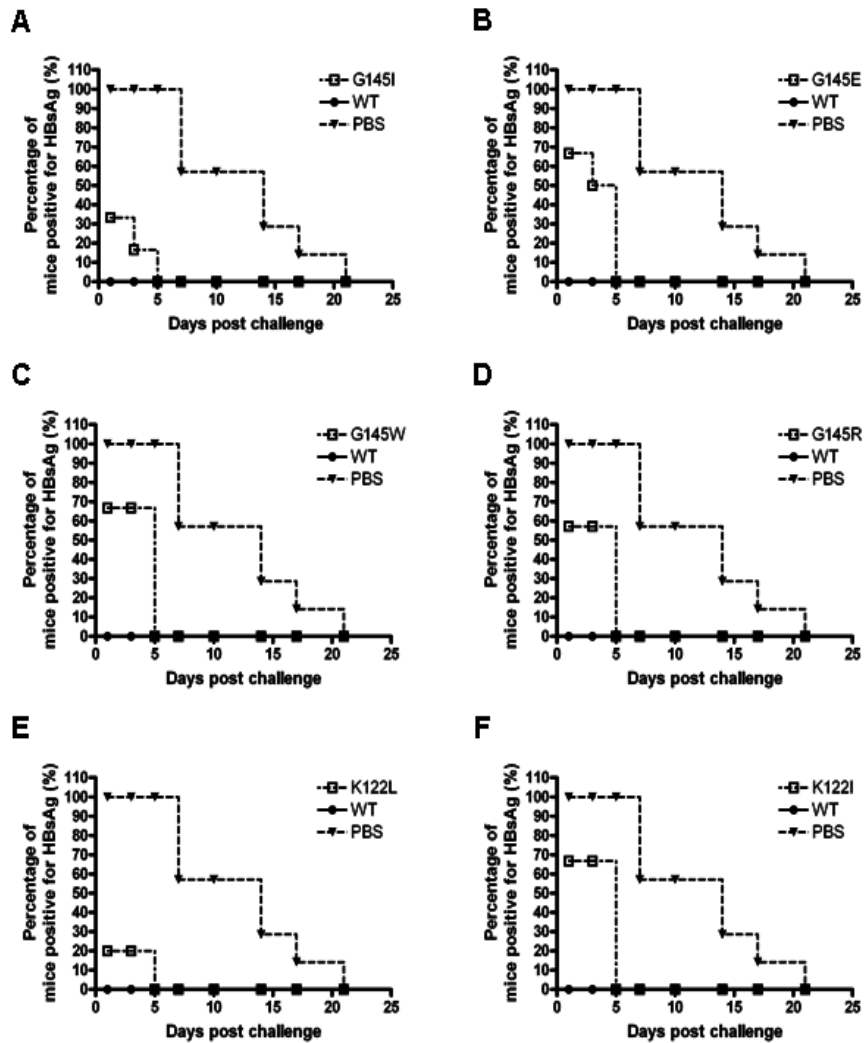 A
110
100
90
80
70
60
50
40
30
20
10
0
Percentage of
mice positive for HBsAg (%)
G145I
WT
PBS
0 5 10 15 20 25
Days post challenge
B
110
100
90
80
70
60
50
40
30
20
10
0
Percentage of
mice positive for HBsAg (%)
G145E
WT
PBS
0 5 10 15 20 25
Days post challenge
C
110
100
90
80
70
60
50
40
30
20
10
0
Percentage of
mice positive for HBsAg (%)
G145W
WT
PBS
0 5 10 15 20 25
Days post challenge
D
110
100
90
80
70
60
50
40
30
20
10
0
Percentage of
mice positive for HBsAg (%)
G145R
WT
PBS
0 5 10 15 20 25
Days post challenge
E
110
100
90
80
70
60
50
40
30
20
10
0
Percentage of
mice positive for HBsAg (%)
K122L
WT
PBS
0 5 10 15 20 25
Days post challenge
F
110
100
90
80
70
60
50
40
30
20
10
0
Percentage of
mice positive for HBsAg (%)
K122I
WT
PBS
0 5 10 15 20 25
Days post challenge